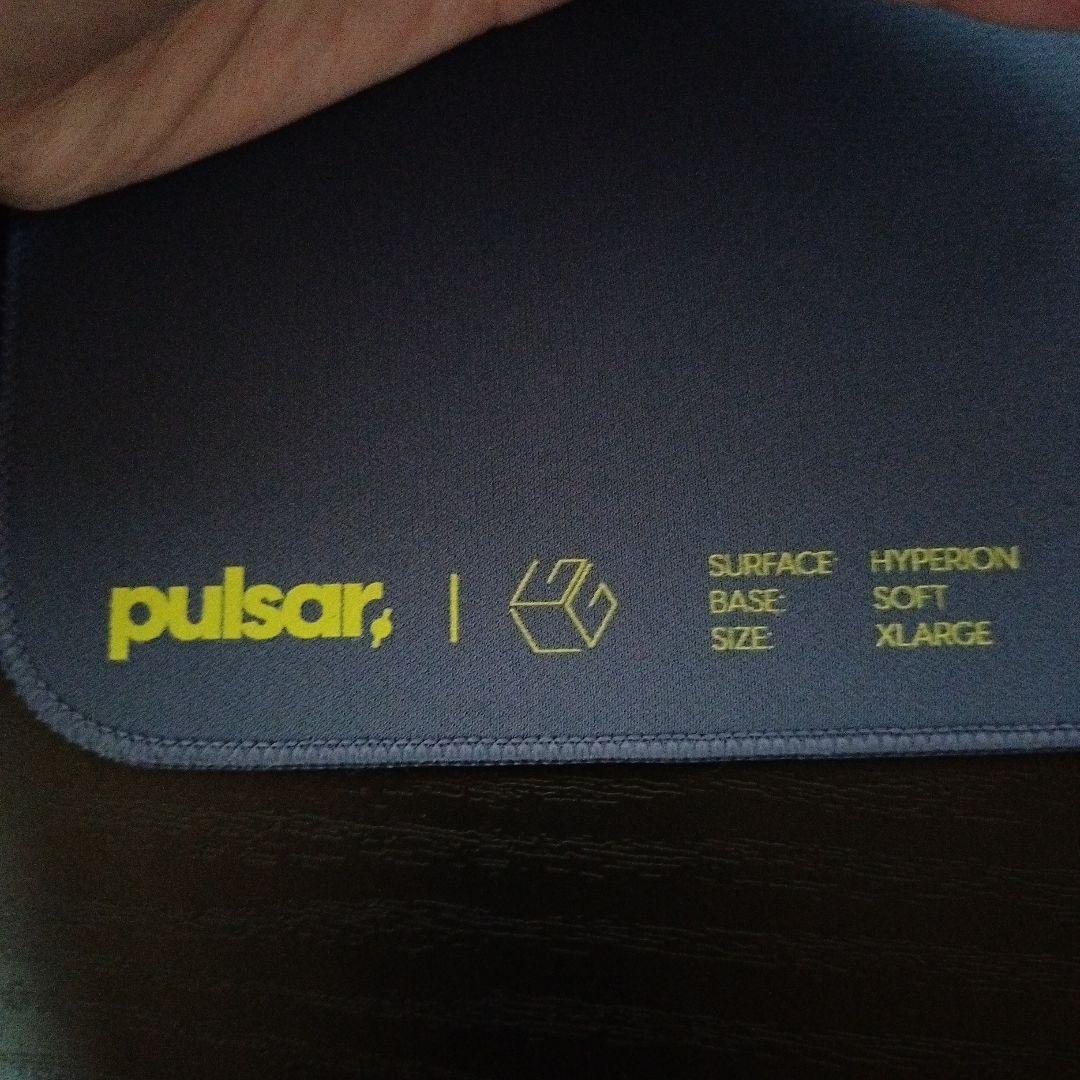 pulsar
SURFACE: HYPERION
BASE: SOFT
SIZE: XLARGE